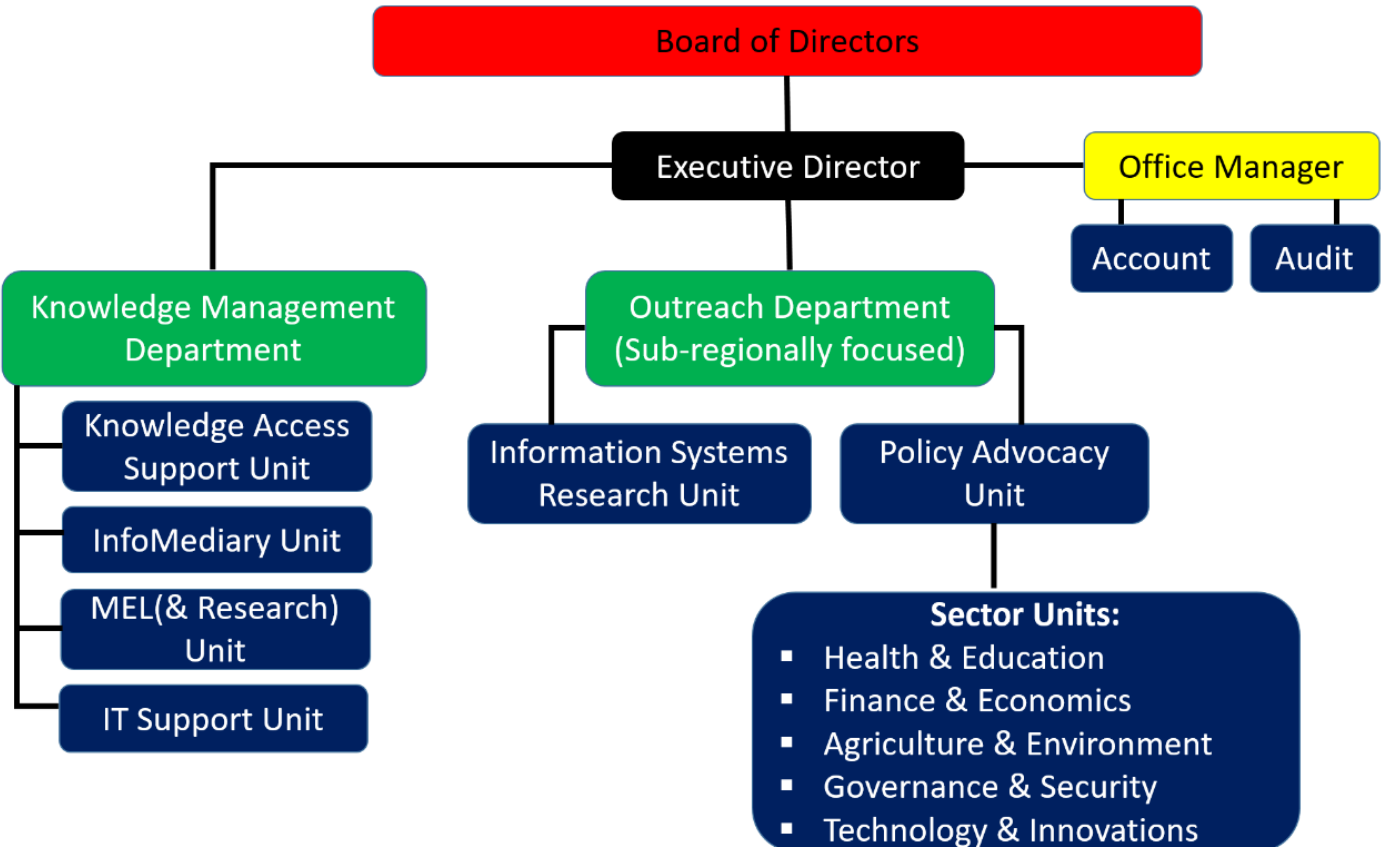 Board of Directors
Executive Director
Office Manager
Account
Audit
Knowledge Management
Department
Outreach Department
(Sub-regionally focused)
Knowledge Access
Support Unit
InfoMediary Unit
MEL(& Research)
Unit
IT Support Unit
Information Systems
Research Unit
Policy Advocacy
Unit
Sector Units:
▪ Health & Education
▪ Finance & Economics
▪ Agriculture & Environment
▪ Governance & Security
▪ Technology & Innovations